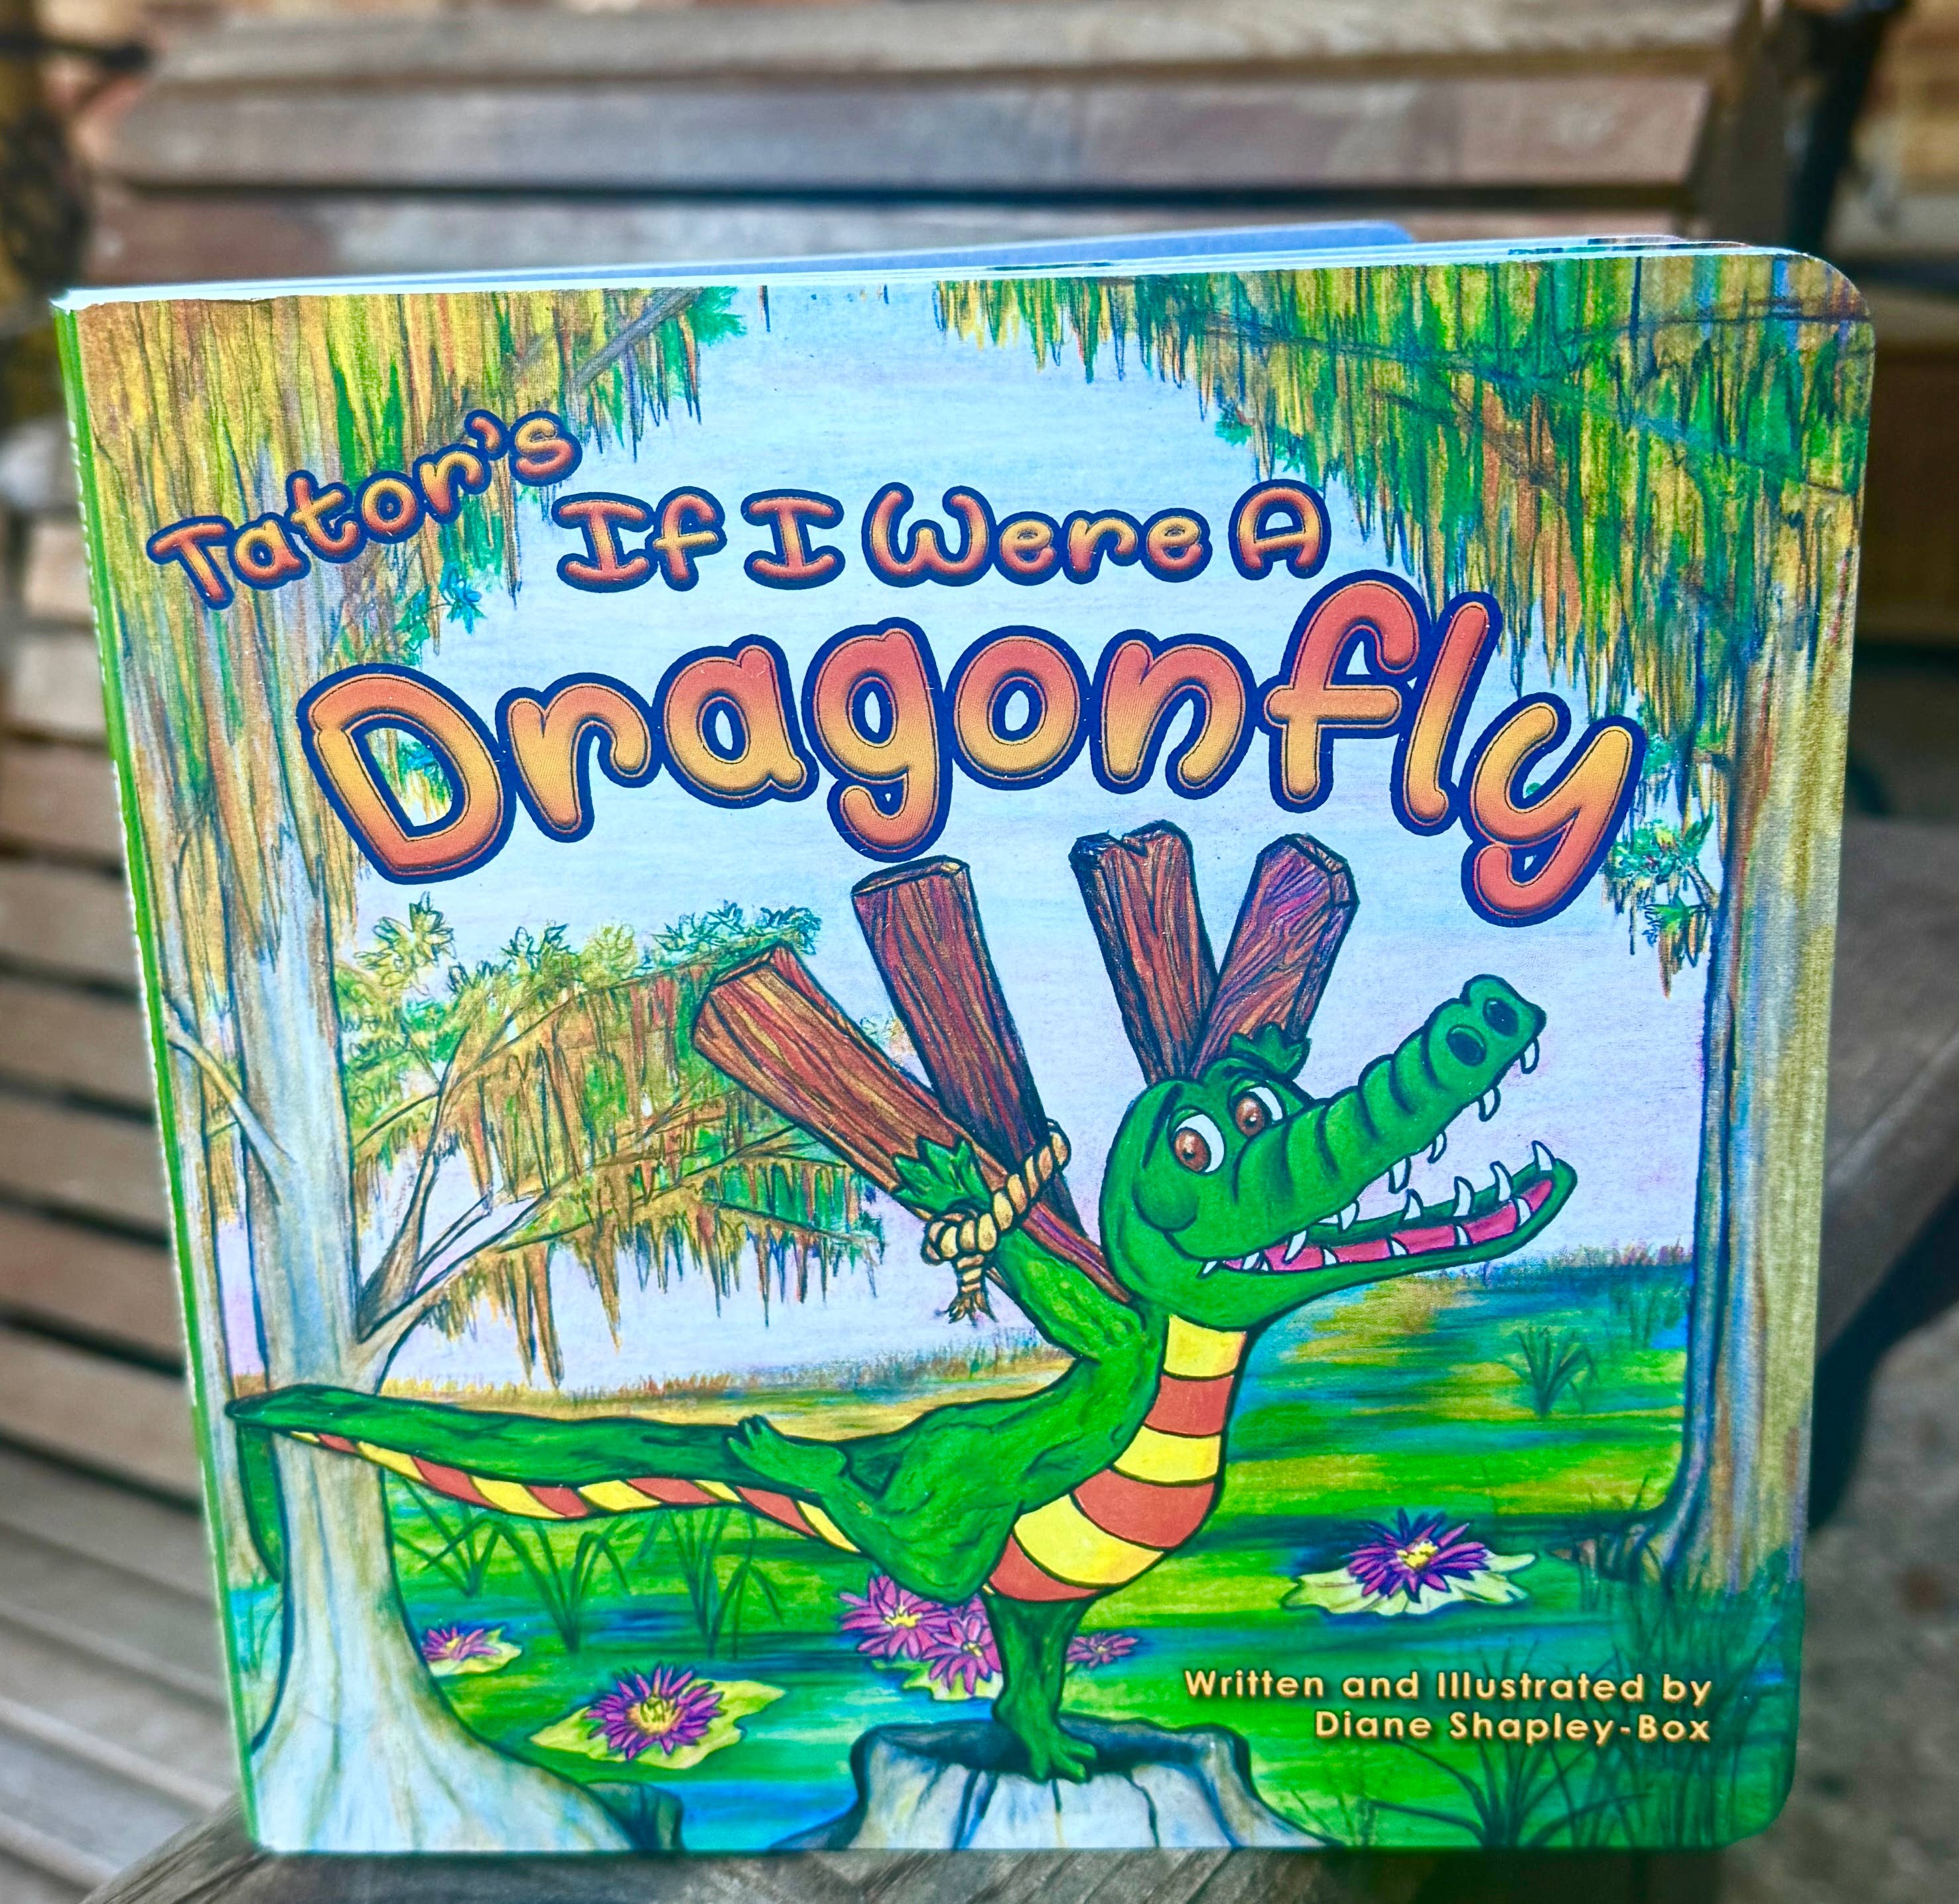 Tator's
If I Were A
Dragonfly
Written and Illustrated by
Diane Shapley-Box